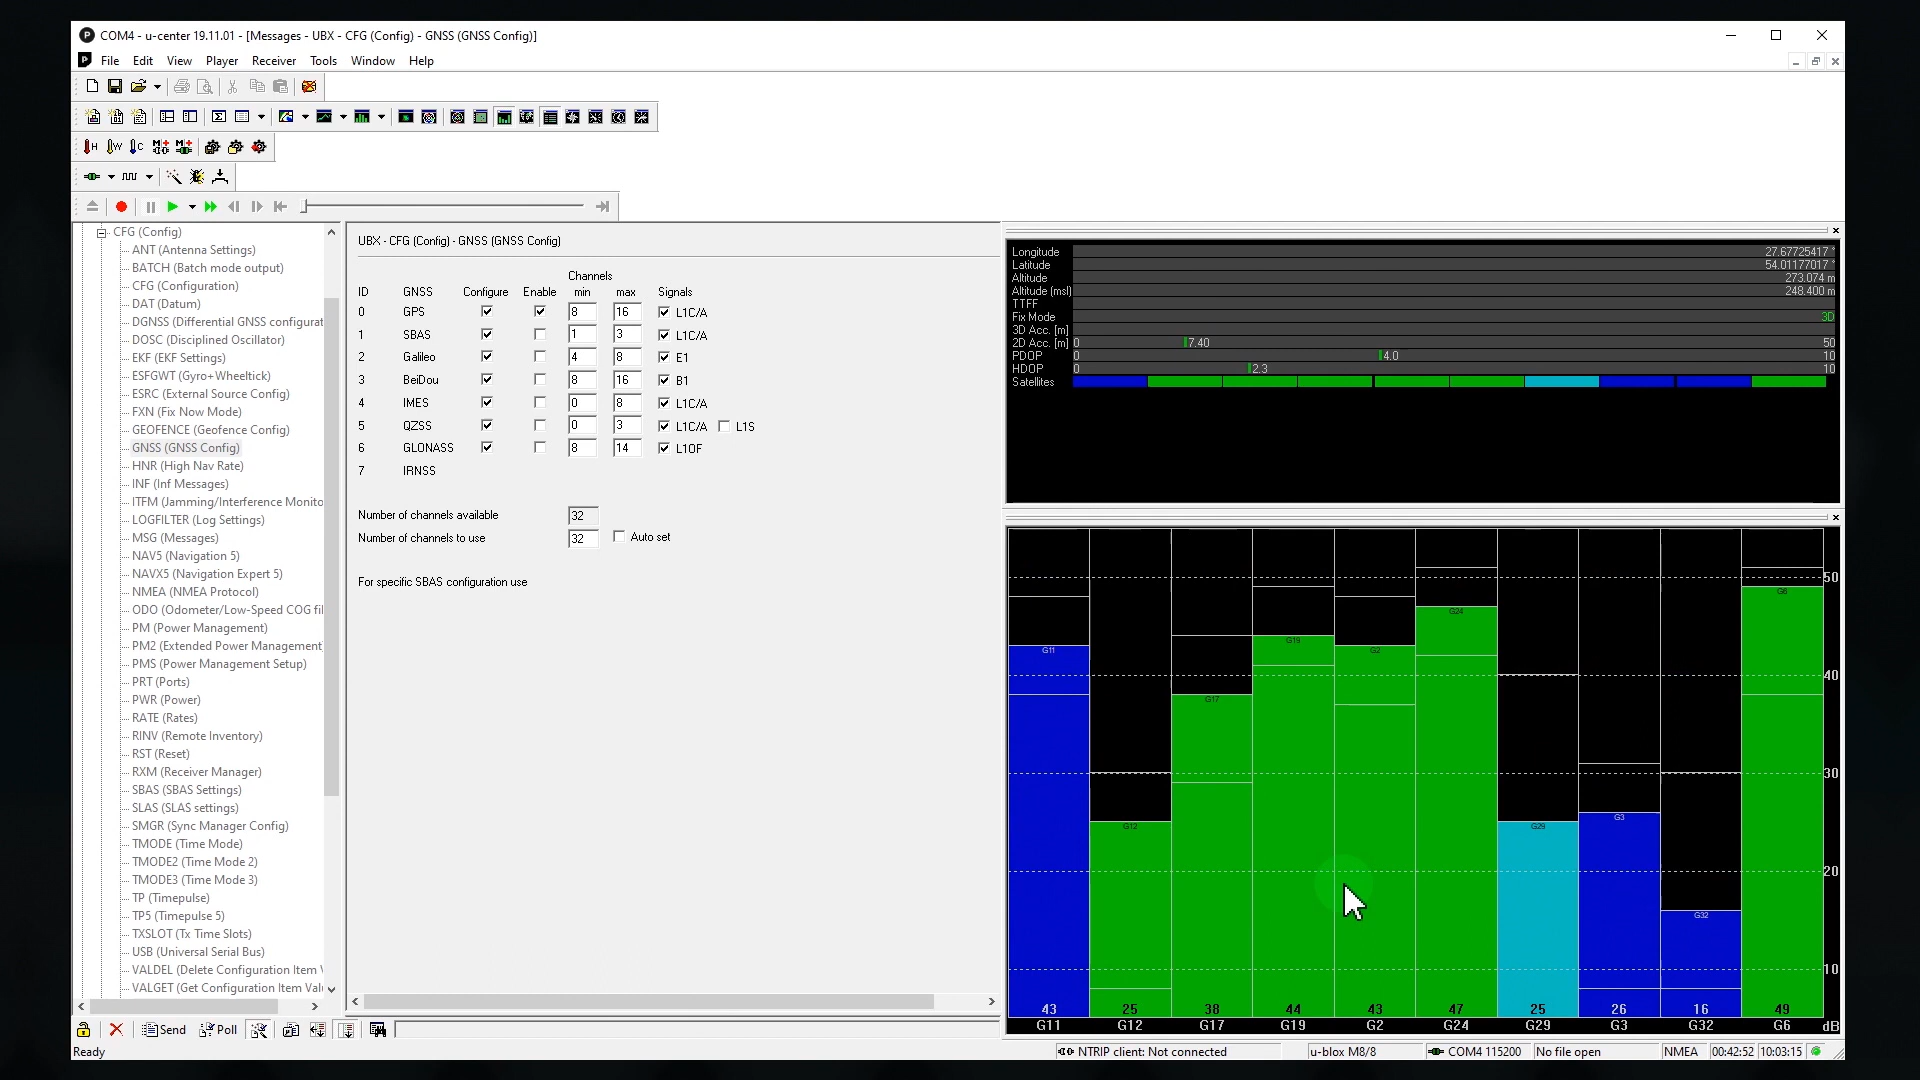 COM4 - u-center 19.11.01 - [Messages - UBX - CFG (Config) - GNSS (GNSS Config)]
File Edit View Player Receiver Tools Window Help
CFG (Config)
ANT (Antenna Settings)
BATCH (Batch mode output)
CFG (Configuration)
DAT (Datum)
DGNSS (Differential GNSS configurat
DOSC (Disciplined Oscillator)
EKF (EKF Settings)
ESFGWT (Gyro+Wheeltick)
ESRC (External Source Config)
FXN (Fix Now Mode)
GEOFENCE (Geofence Config)
GNSS (GNSS Config)
HNR (High Nav Rate)
INF (Inf Messages)
ITFM (Jamming/Interference Monito
LOGFILTER (Log Settings)
MSG (Messages)
NAV5 (Navigation 5)
NAVX5 (Navigation Expert 5)
NMEA (NMEA Protocol)
ODO (Odometer/Low-Speed COG fil
PM (Power Management)
PM2 (Extended Power Management
PMS (Power Management Setup)
PRT (Ports)
PWR (Power)
RATE (Rates)
RINV (Remote Inventory)
RST (Reset)
RXM (Receiver Manager)
SBAS (SBAS Settings)
SLAS (SLAS settings)
SMGR (Sync Manager Config)
TMODE (Time Mode)
TMODE2 (Time Mode 2)
TMODE3 (Time Mode 3)
TP (Timepulse)
TP5 (Timepulse 5)
TXSLOT (Tx Time Slots)
USB (Universal Serial Bus)
VALDEL (Delete Configuration Item V
VALGET (Get Configuration Item Val
UBX - CFG (Config) - GNSS (GNSS Config)
Channels
ID GNSS Configure Enable min max Signals
0 GPS 8 16 L1C/A
1 SBAS 1 3 L1C/A
2 Galileo 4 8 E1
3 BeiDou 8 16 B1
4 IMES 0 8 L1C/A
5 QZSS 0 3 L1C/A L1S
6 GLONASS 8 14 L1OF
7 IRNSS
Number of channels available 32
Number of channels to use 32 Auto set
For specific SBAS configuration use
Longitude 27.67725417 °
Latitude 54.01177017 °
Altitude 273.074 m
Altitude (msl) 248.400 m
TTFF
Fix Mode 3D
3D Acc. [m]
2D Acc. [m] 0 7.40 50
PDOP 0 4.0 10
HDOP 0 2.3 10
Satellites
50
40
30
20
10
G11 G12 G17 G19 G2 G24 G29 G3 G32 G6
43 25 38 44 43 47 25 26 16 49
G11 G12 G17 G19 G2 G24 G29 G3 G32 G6 dB
Send Poll
Ready NTRIP client: Not connected u-blox M8/8 COM4 115200 No file open NMEA 00:42:52 10:03:15